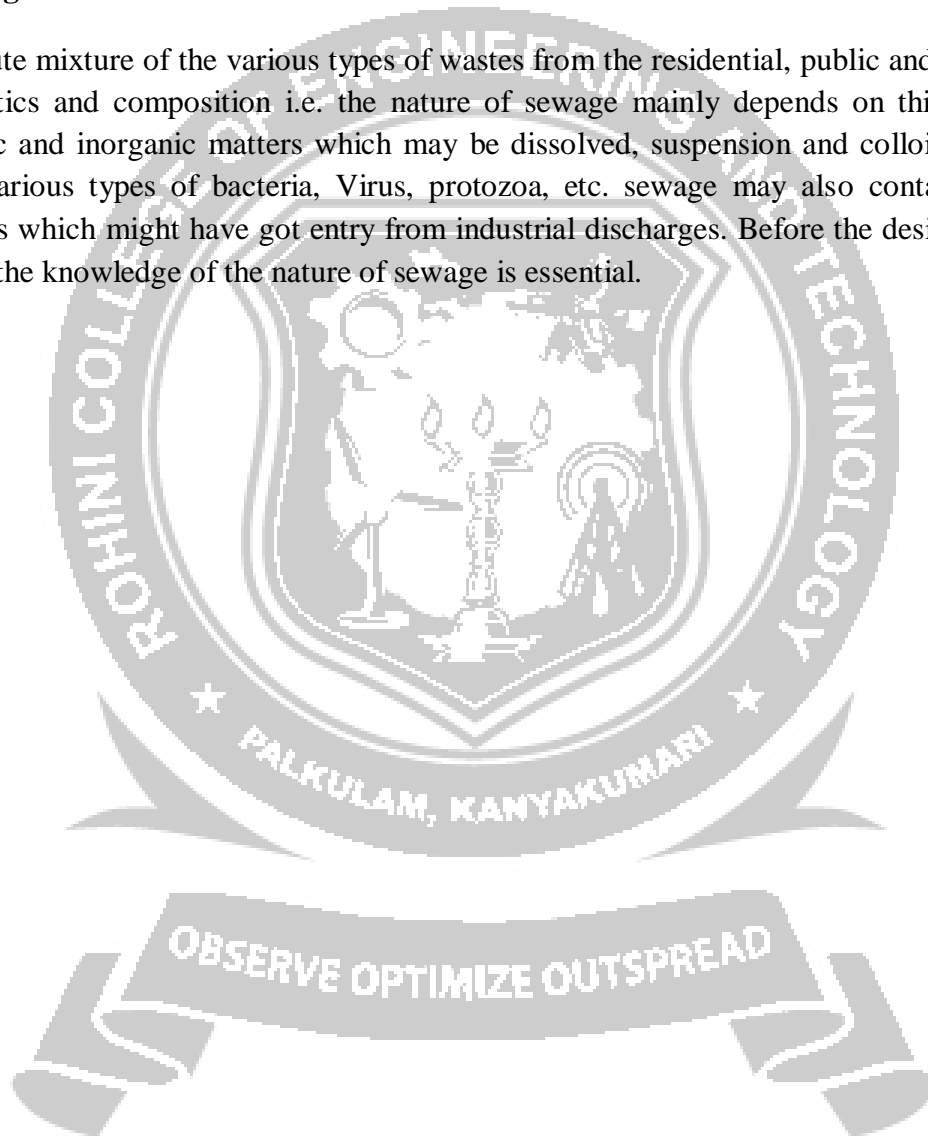 ute mixture of the various types of wastes from the residential, public and
tics and composition i.e. the nature of sewage mainly depends on thi
c and inorganic matters which may be dissolved, suspension and colloi
arious types of bacteria, Virus, protozoa, etc. sewage may also conta
s which might have got entry from industrial discharges. Before the desi
the knowledge of the nature of sewage is essential.
ROHINI COLLEGE OF ENGINEERING AND TECHNOLOGY
PALKULAM, KANYAKUMARI
OBSERVE OPTIMIZE OUTSPREAD